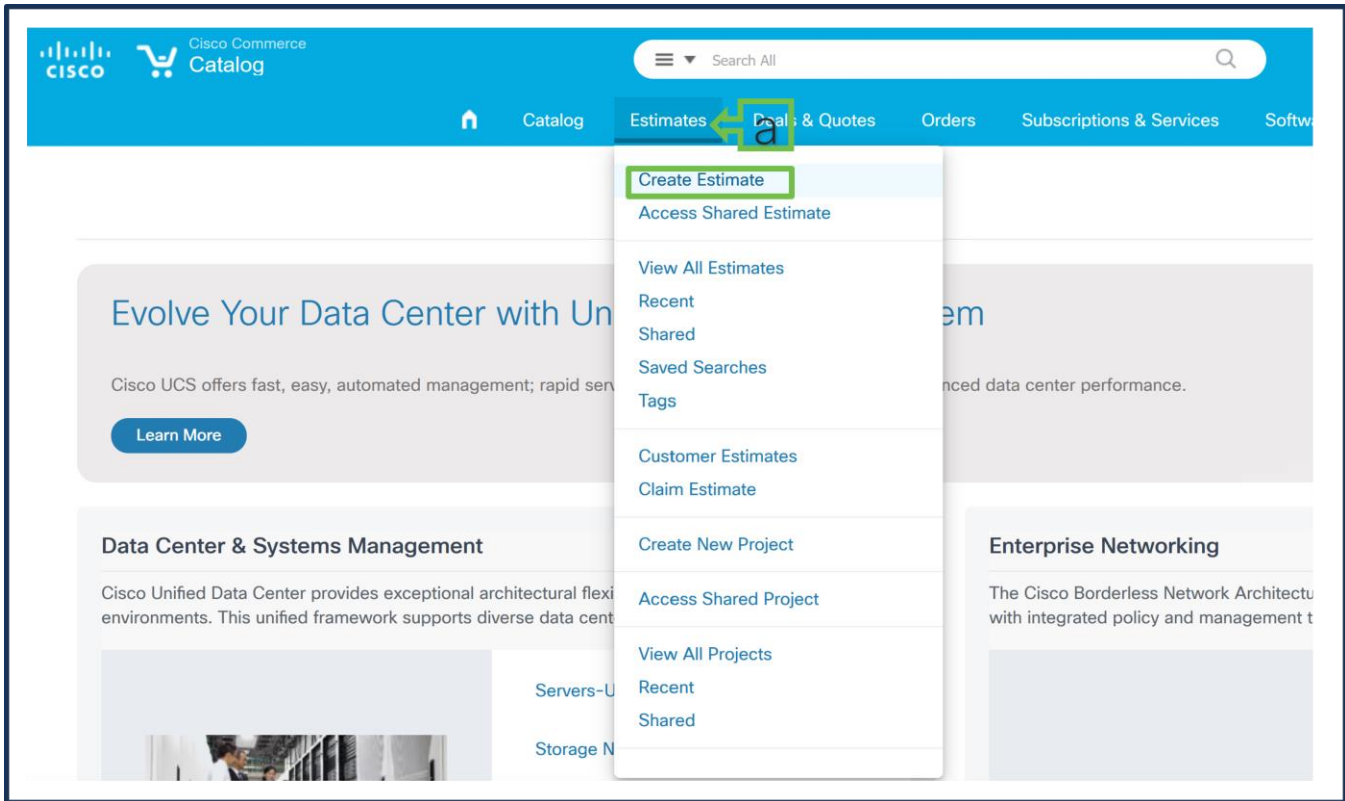 Cisco Commerce
CISCO Catalog
Search All
Catalog Estimates a Deals & Quotes Orders Subscriptions & Services
Create Estimate
Access Shared Estimate
View All Estimates
Recent
Shared
Saved Searches
Tags
Customer Estimates
Claim Estimate
Create New Project
Access Shared Project
View All Projects
Recent
Shared
Evolve Your Data Center with Un em
Cisco UCS offers fast, easy, automated management; rapid serv nced data center performance.
Learn More
Data Center & Systems Management
Cisco Unified Data Center provides exceptional architectural flexi
environments. This unified framework supports diverse data cent
Servers-U
Storage N
Enterprise Networking
The Cisco Borderless Network Architectu
with integrated policy and management t